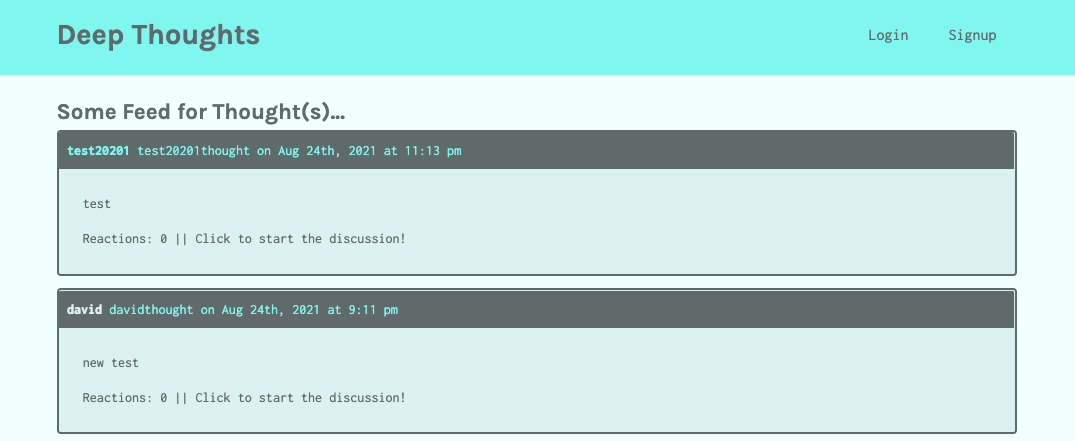 Deep Thoughts
Login Signup
Some Feed for Thought(s)...
test20201 test20201thought on Aug 24th, 2021 at 11:13 pm
test
Reactions: 0 || Click to start the discussion!
david davidthought on Aug 24th, 2021 at 9:11 pm
new test
Reactions: 0 || Click to start the discussion!